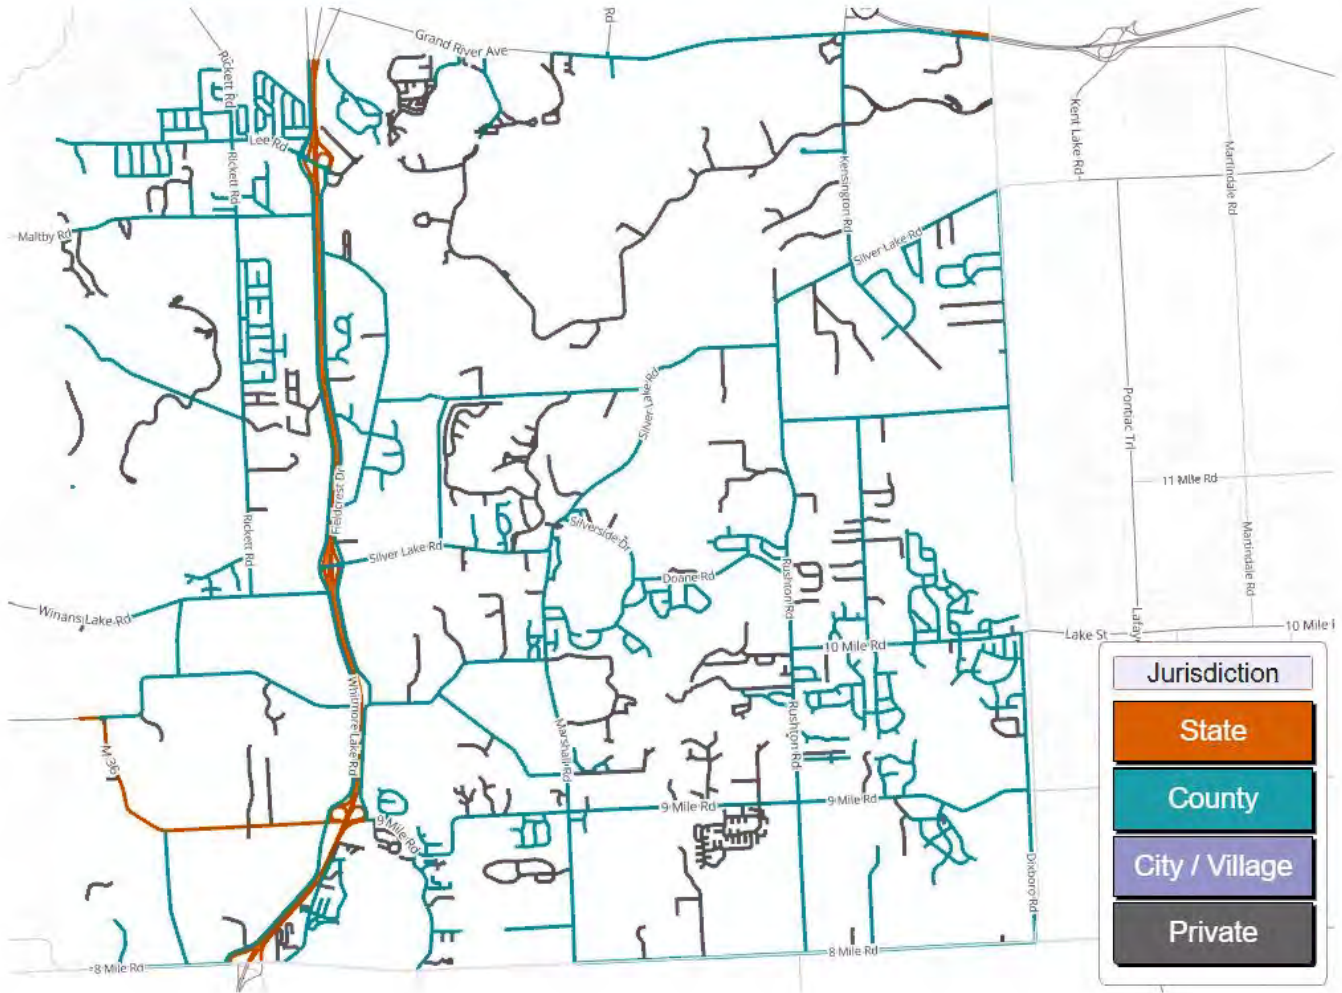 Rd
Grand River Ave
Rickett Rd
Kent Lake Rd
Lee Rd
Rickett Rd
Martindale Rd
Kensington Rd
Maltby Rd
Silver Lake Rd
Silver Lake Rd
Pontiac Trl
11 Mile Rd
Fieldcrest Dr
Rickett Rd
Silverside Dr
Silver Lake Rd
Martindale Rd
Doane Rd
Rushton Rd
Winans Lake Rd
Lafay
10 Mile
Lake St
10 Mile Rd
Jurisdiction
Whitmore Lake Rd
Rushton Rd
State
Marshall Rd
M 36
County
9 Mile Rd
9 Mile Rd
9 Mile Rd
City / Village
Dixboro Rd
Private
8 Mile Rd
8 Mile Rd